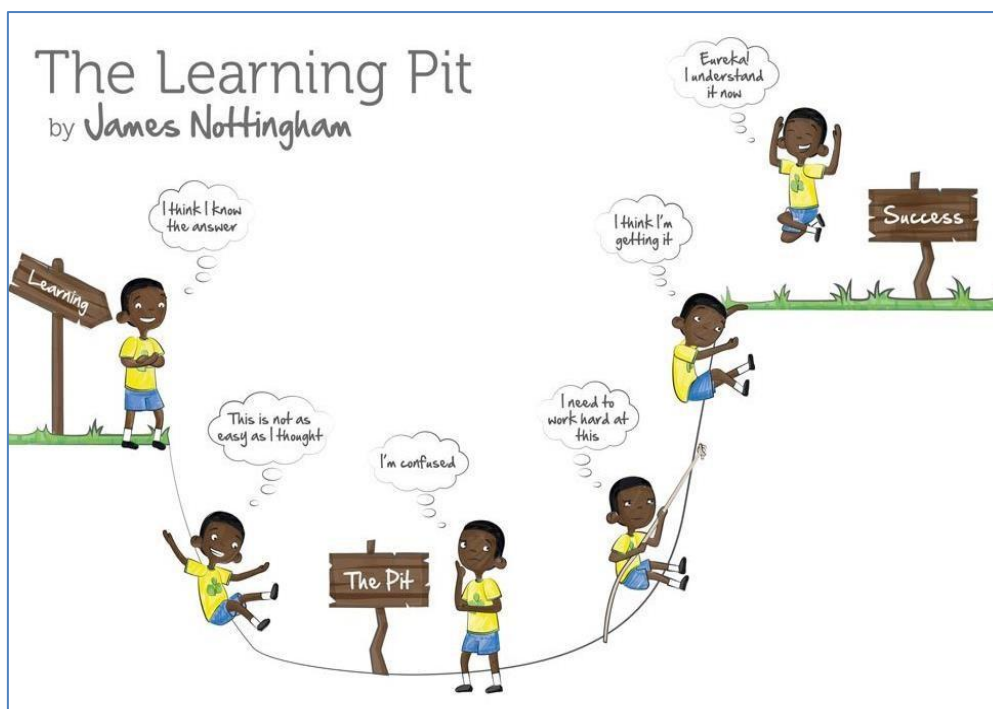 The Learning Pit
by James Nottingham
Eureka!
I understand
it now
I think I know
the answer
I think I'm
getting it
Success
Learning
This is not as
easy as I thought
I'm confused
I need to
work hard at
this
The Pit